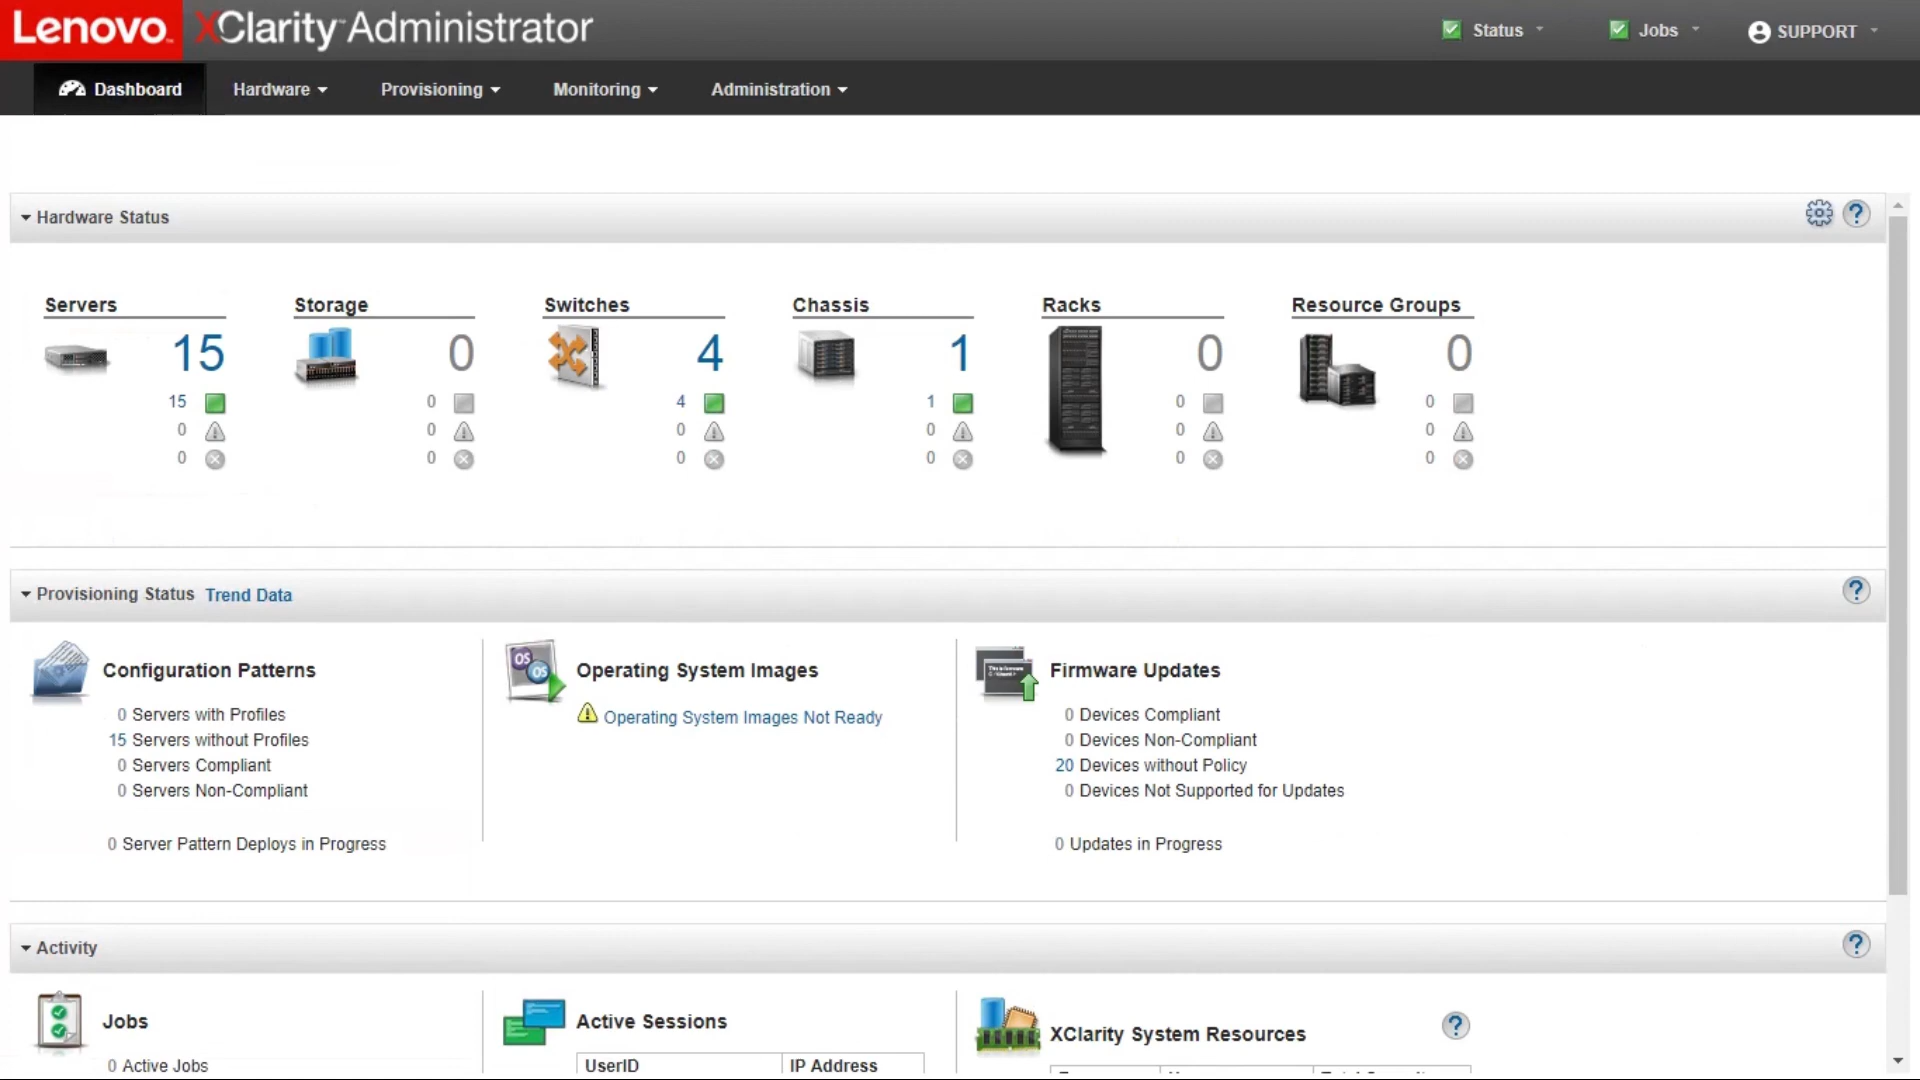 Lenovo XClarity Administrator Status Jobs SUPPORT
Dashboard Hardware Provisioning Monitoring Administration
Hardware Status
Servers Storage Switches Chassis Racks Resource Groups
15 0 4 1 0 0
15 0 4 1 0 0
0 0 0 0 0 0
0 0 0 0 0 0
Provisioning Status Trend Data
Configuration Patterns
0 Servers with Profiles
15 Servers without Profiles
0 Servers Compliant
0 Servers Non-Compliant
0 Server Pattern Deploys in Progress
OS
OS
Operating System Images
Operating System Images Not Ready
Firmware Updates
0 Devices Compliant
0 Devices Non-Compliant
20 Devices without Policy
0 Devices Not Supported for Updates
0 Updates in Progress
Activity
Jobs
0 Active Jobs
Active Sessions
UserID IP Address
XClarity System Resources